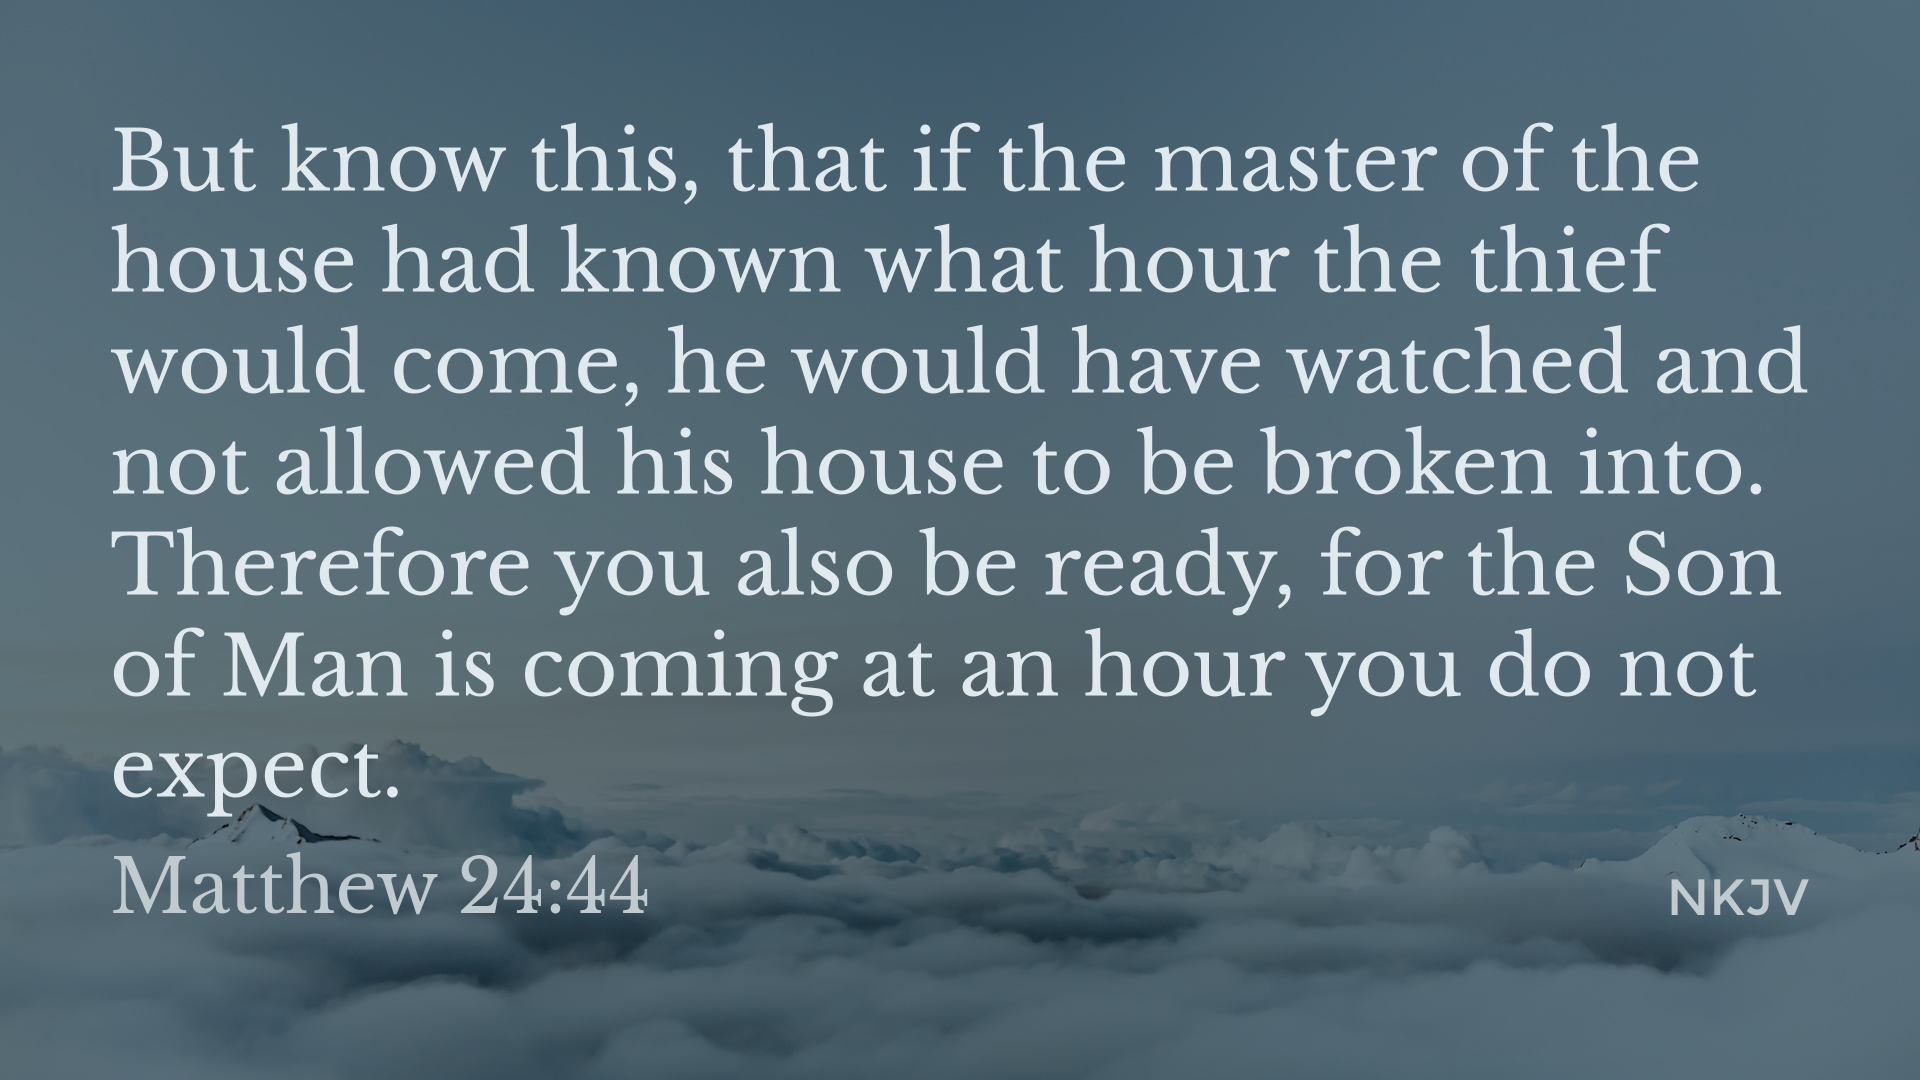 But know this, that if the master of the
house had known what hour the thief
would come, he would have watched and
not allowed his house to be broken into.
Therefore you also be ready, for the Son
of Man is coming at an hour you do not
expect.
Matthew 24:44
NKJV